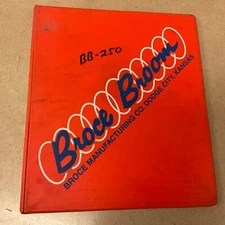 BB-250
Broce Broom
BROCE MANUFACTURING CO. DODGE CITY, KANSAS